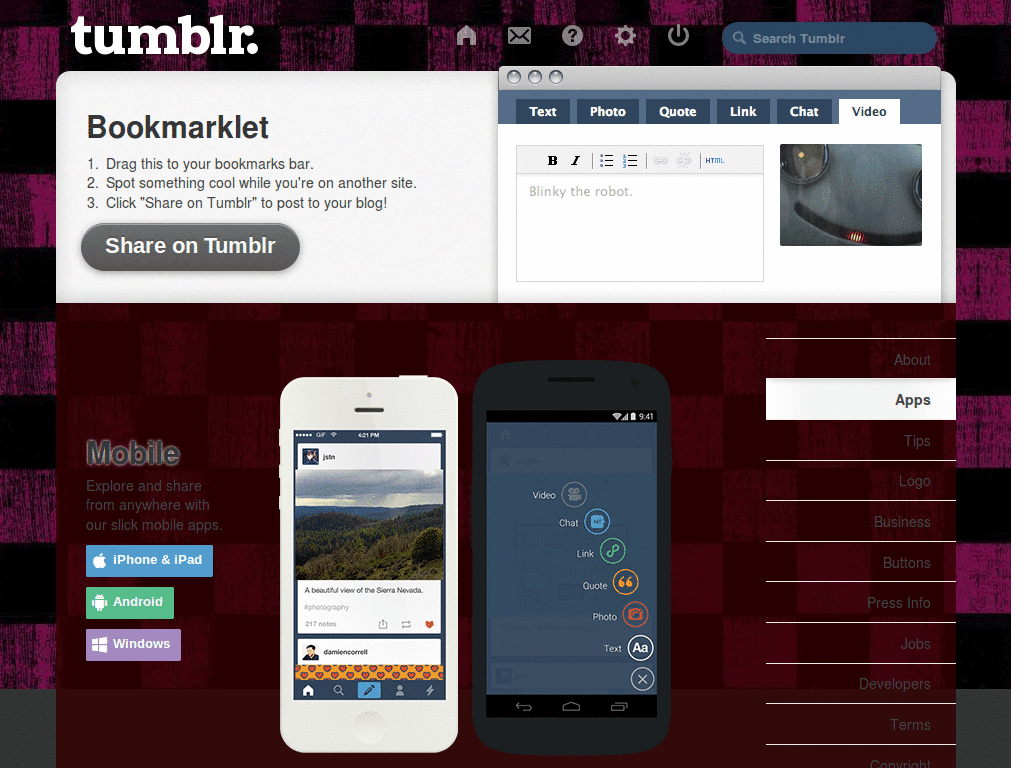 tumblr.
Search Tumblr
Bookmarklet
1. Drag this to your bookmarks bar.
2. Spot something cool while you're on another site.
3. Click "Share on Tumblr" to post to your blog!
Share on Tumblr
Text Photo Quote Link Chat Video
B I HTML
Blinky the robot.
Mobile
Explore and share
from anywhere with
our slick mobile apps.
iPhone & iPad
Android
Windows
GIF 4:21 PM
jstn
A beautiful view of the Sierra Nevada.
#photography
217 notes
damiencorrell
9:41
Video
Chat
Link
Quote
Photo
Text Aa
About
Apps
Tips
Logo
Business
Buttons
Press Info
Jobs
Developers
Terms
Copyright